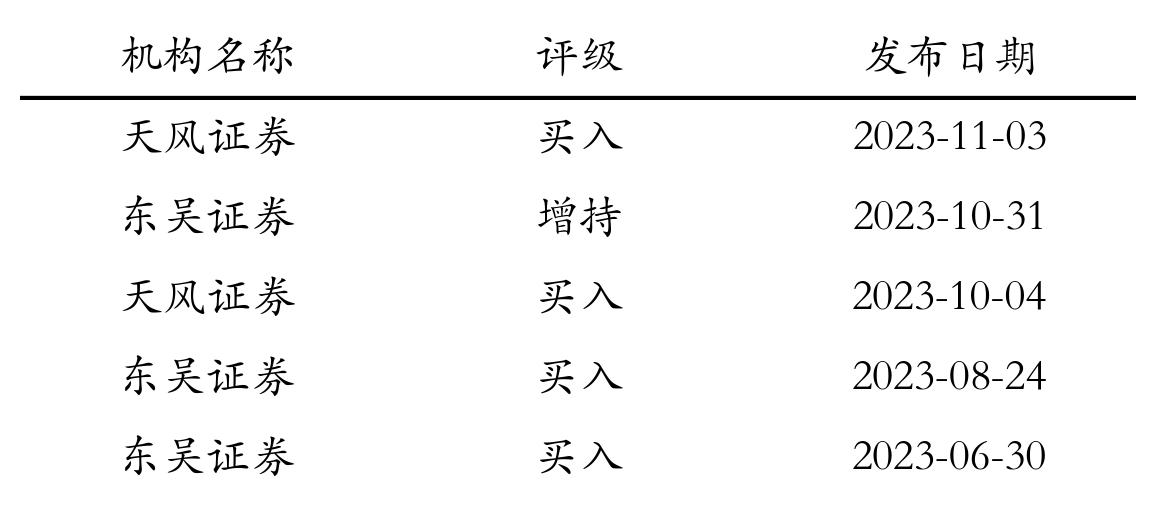 机构名称 评级 发布日期
天风证券 买入 2023-11-03
东吴证券 增持 2023-10-31
天风证券 买入 2023-10-04
东吴证券 买入 2023-08-24
东吴证券 买入 2023-06-30